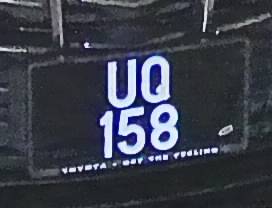 UQ
158
TOYOTA • GET THE FEELING